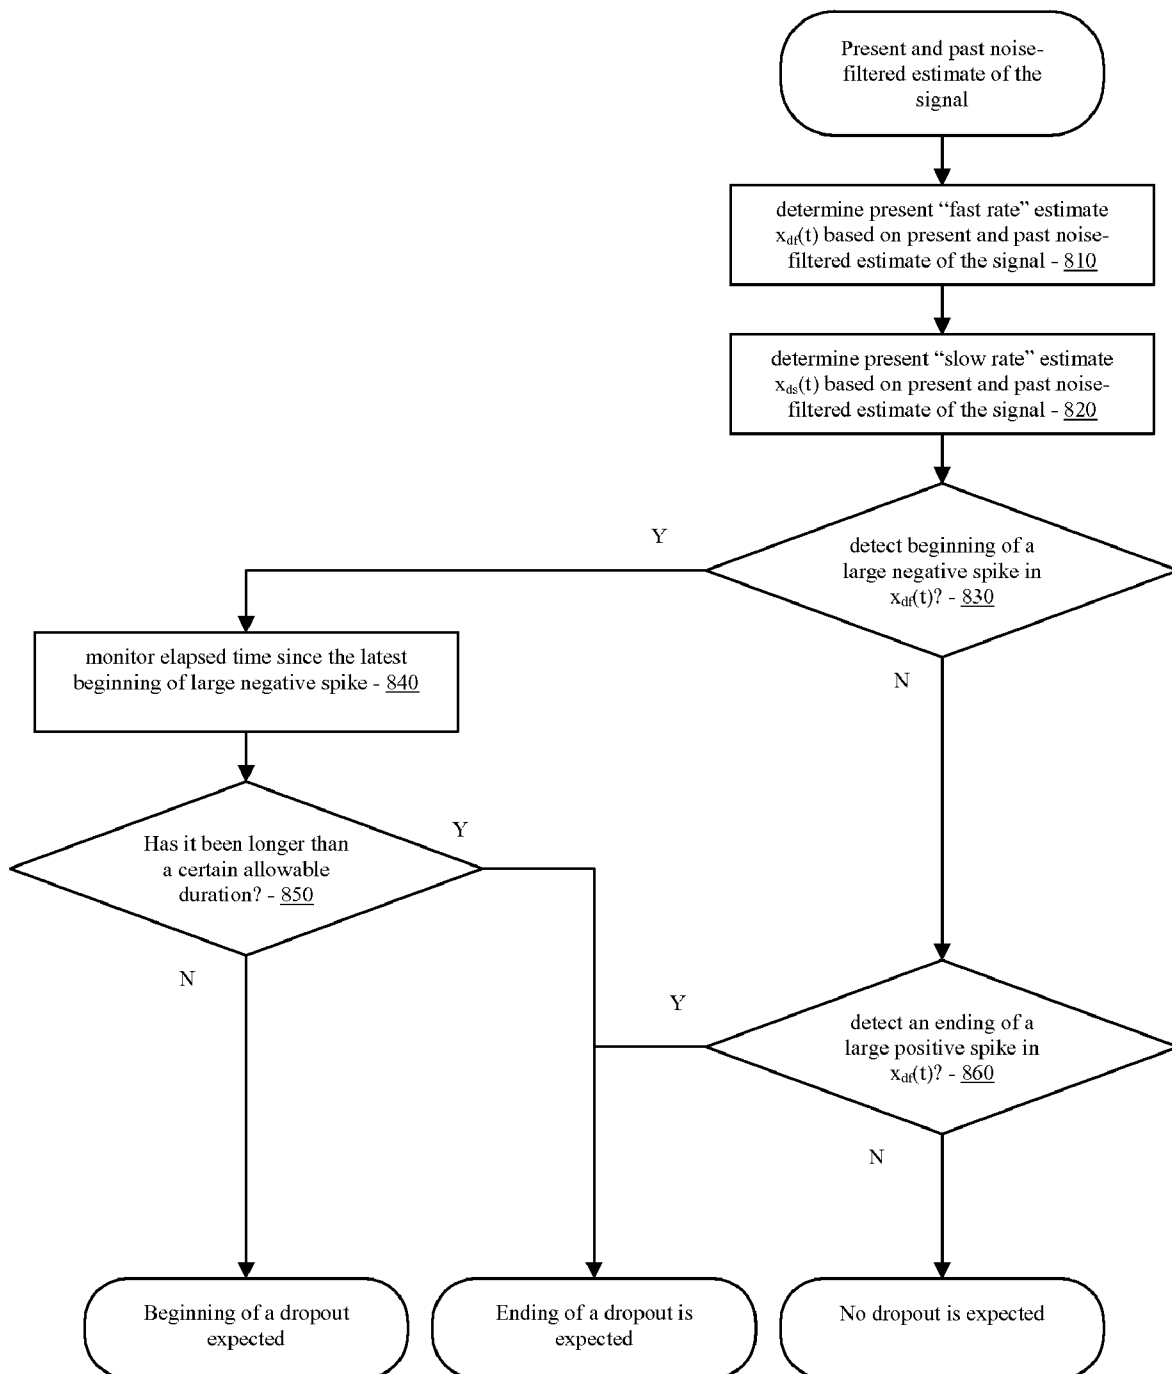 Present and past noise-
filtered estimate of the
signal
determine present “fast rate” estimate
xdf(t) based on present and past noise-
filtered estimate of the signal - 810
determine present “slow rate” estimate
xds(t) based on present and past noise-
filtered estimate of the signal - 820
Y
detect beginning of a
large negative spike in
xdf(t)? - 830
monitor elapsed time since the latest
beginning of large negative spike - 840
N
Has it been longer than
a certain allowable
duration? - 850
Y
N
Y
detect an ending of a
large positive spike in
xdf(t)? - 860
N
Beginning of a dropout
expected
Ending of a dropout is
expected
No dropout is expected